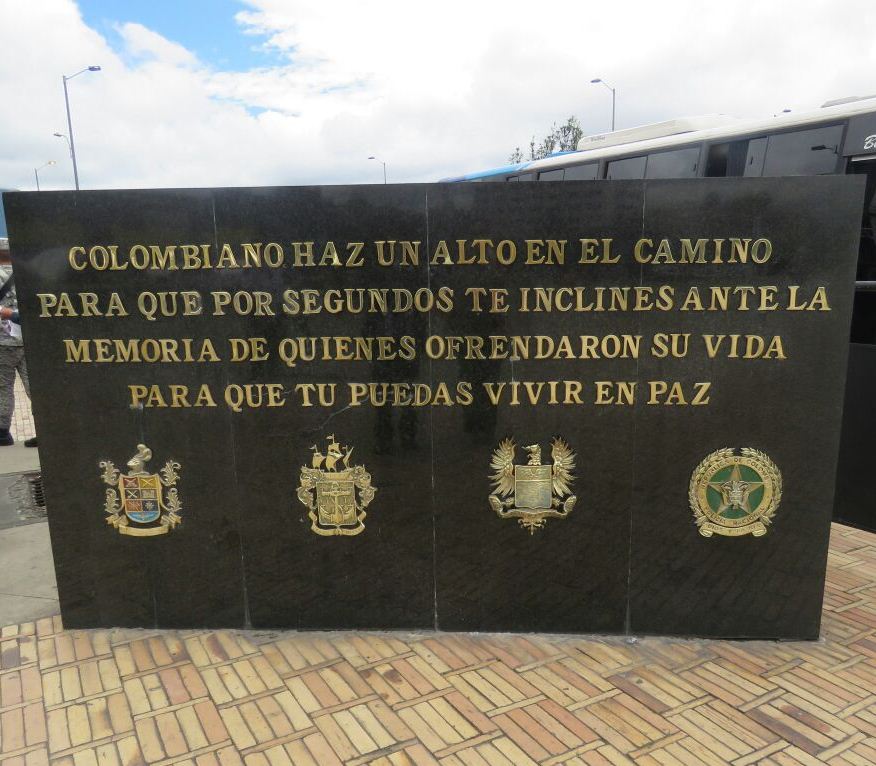 COLOMBIANO HAZ UN ALTO EN EL CAMINO
PARA QUE POR SEGUNDOS TE INCLINES ANTE LA
MEMORIA DE QUIENES OFRENDARON SU VIDA
PARA QUE TU PUEDAS VIVIR EN PAZ